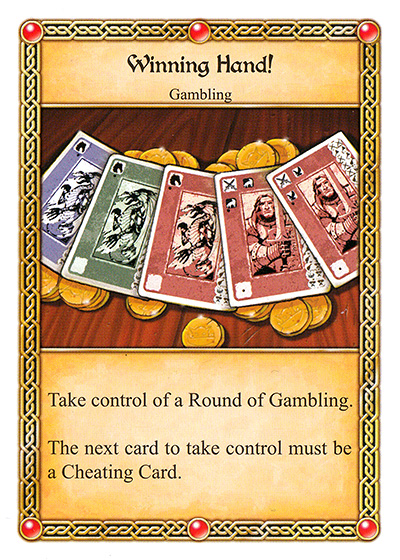 Winning Hand!
Gambling
Take control of a Round of Gambling.
The next card to take control must be
a Cheating Card.